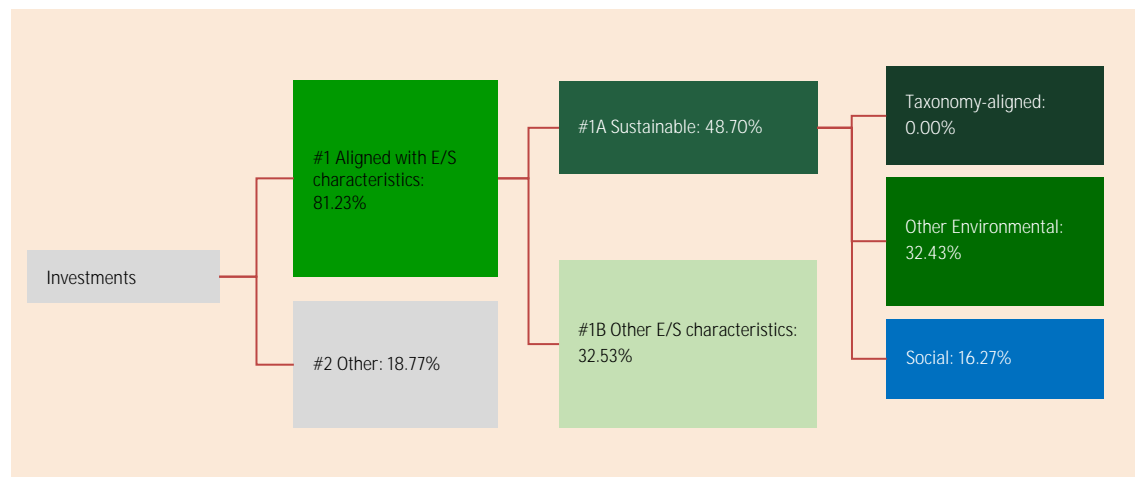 Investments
#1 Aligned with E/S
characteristics:
81.23%
#2 Other: 18.77%
#1A Sustainable: 48.70%
#1B Other E/S characteristics:
32.53%
Taxonomy-aligned:
0.00%
Other Environmental:
32.43%
Social: 16.27%